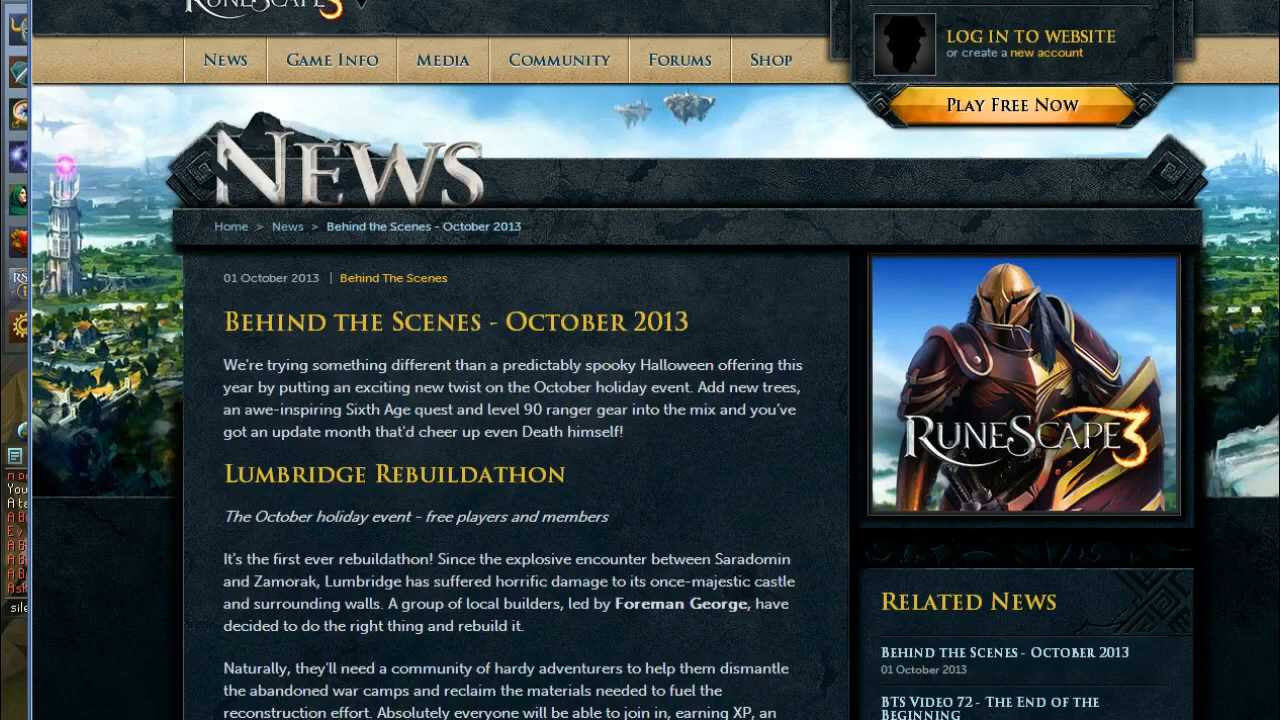 RuneScape 3
LOG IN TO WEBSITE
or create a new account
News
Game Info
Media
Community
Forums
Shop
Play Free Now
News
Home > News > Behind the Scenes - October 2013
01 October 2013 | Behind The Scenes
Behind the Scenes - October 2013
We're trying something different than a predictably spooky Halloween offering this
year by putting an exciting new twist on the October holiday event. Add new trees,
an awe-inspiring Sixth Age quest and level 90 ranger gear into the mix and you've
got an update month that'd cheer up even Death himself!
Lumbridge Rebuildathon
The October holiday event - free players and members
It's the first ever rebuildathon! Since the explosive encounter between Saradomin
and Zamorak, Lumbridge has suffered horrific damage to its once-majestic castle
and surrounding walls. A group of local builders, led by Foreman George, have
decided to do the right thing and rebuild it.
Naturally, they'll need a community of hardy adventurers to help them dismantle
the abandoned war camps and reclaim the materials needed to fuel the
reconstruction effort. Absolutely everyone will be able to join in, earning XP, an
RuneScape 3
Related News
Behind the Scenes - October 2013
01 October 2013
BTS Video 72 - The End of the
Beginning
RS
You
A ta
A B
Ev
A B
A B
A B
Ask
sile